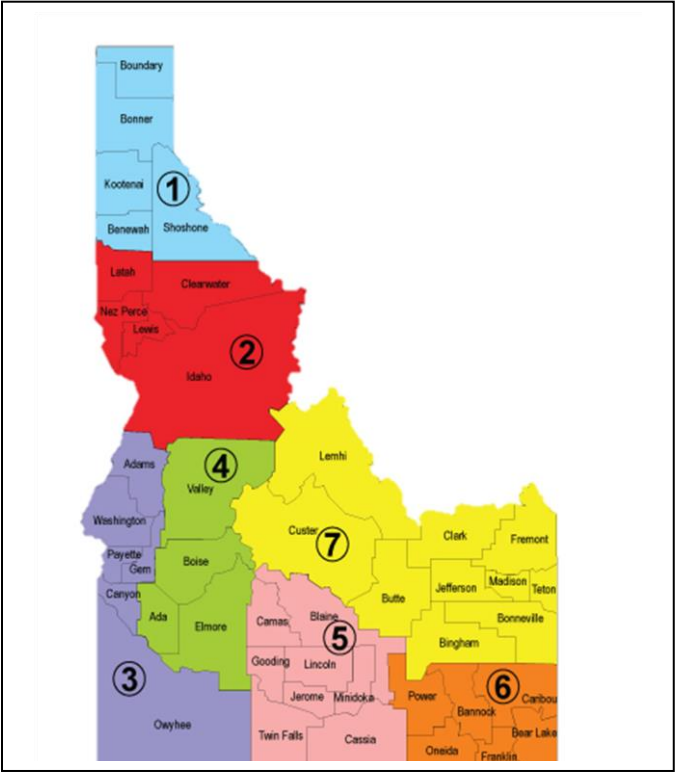 Boundary
Bonner
Kootenai
1
Benewah
Shoshone
Latah
Clearwater
Nez Perce
Lewis
2
Idaho
Adams
4
Valley
Lemhi
Washington
Custer
7
Clark
Fremont
Payette
Gem
Boise
Canyon
Butte
Jefferson
Madison
Teton
Ada
Elmore
Camas
Blaine
5
Bonneville
Bingham
Gooding
Lincoln
3
Jerome
Minidoka
Power
6
Caribou
Bannock
Owyhee
Twin Falls
Cassia
Bear Lake
Oneida
Franklin